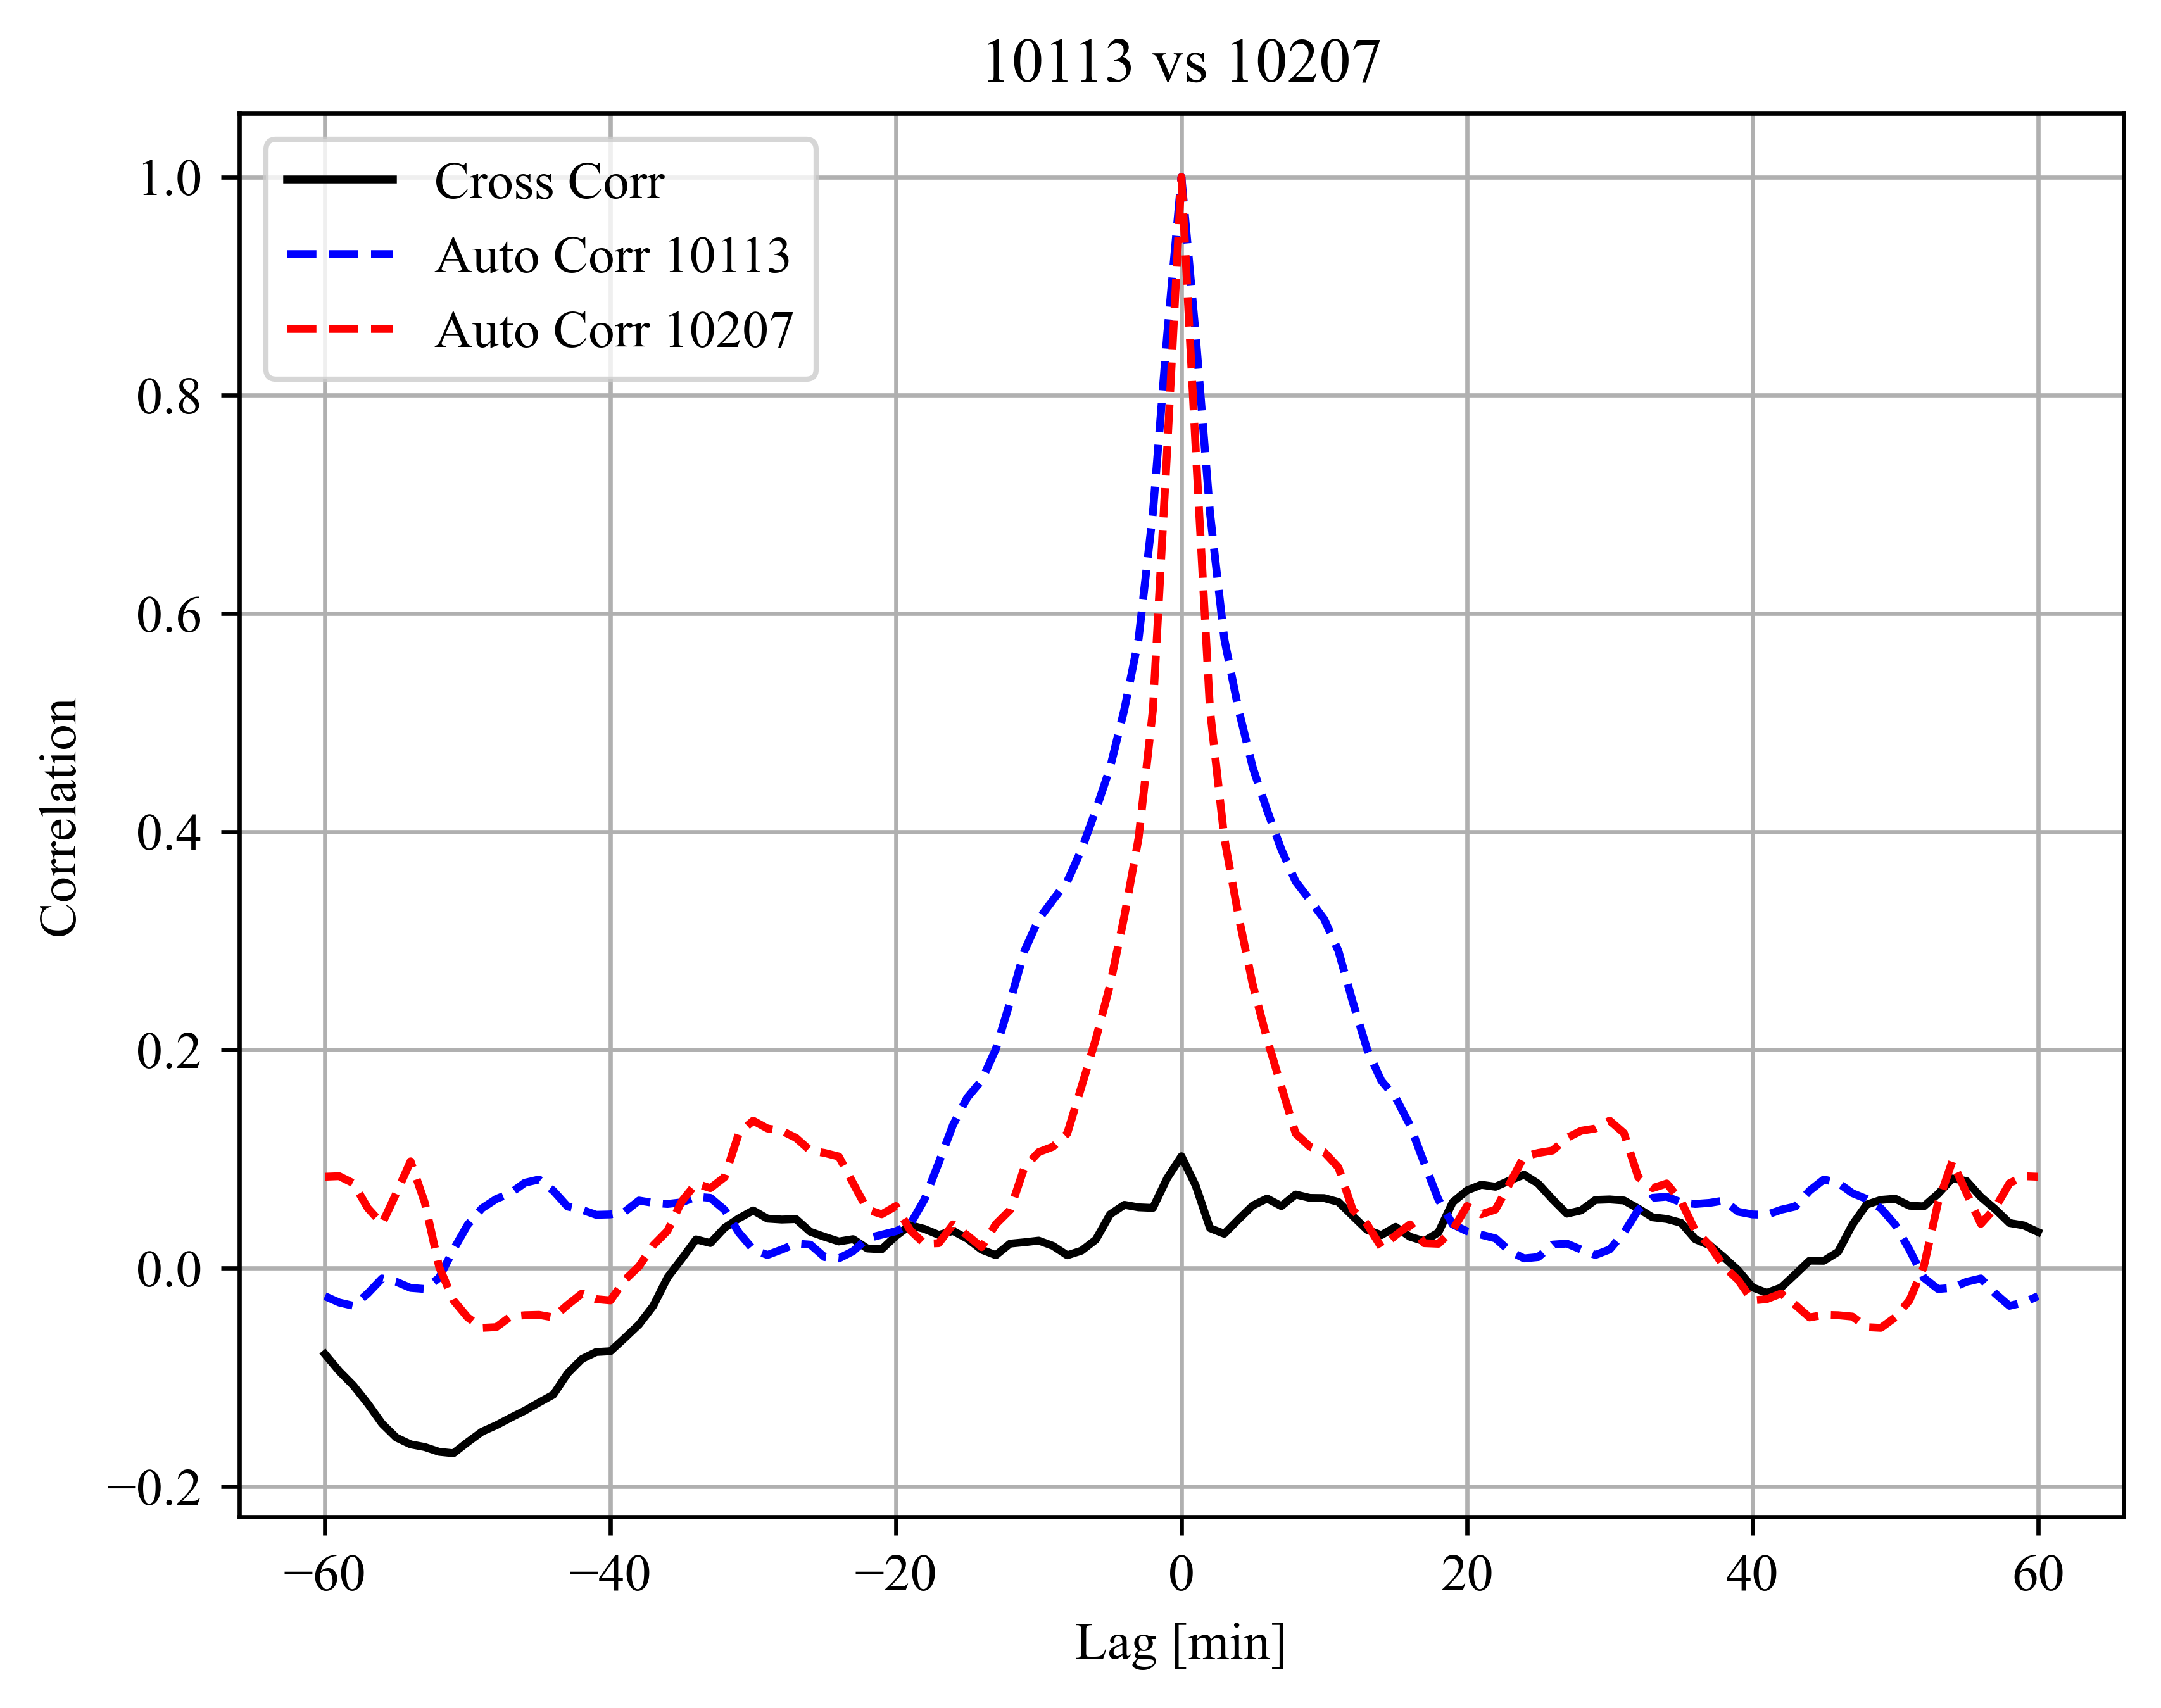 10113 vs 10207
Cross Corr
Auto Corr 10113
Auto Corr 10207
1.0
0.8
0.6
0.4
0.2
0.0
−0.2
Correlation
−60
−40
−20
0
20
40
60
Lag [min]